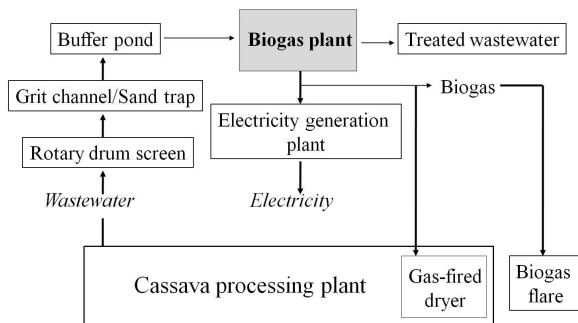 Buffer pond
Biogas plant
Treated wastewater
Grit channel/Sand trap
Biogas
Electricity generation
plant
Rotary drum screen
Wastewater
Electricity
Cassava processing plant
Gas-fired
dryer
Biogas
flare